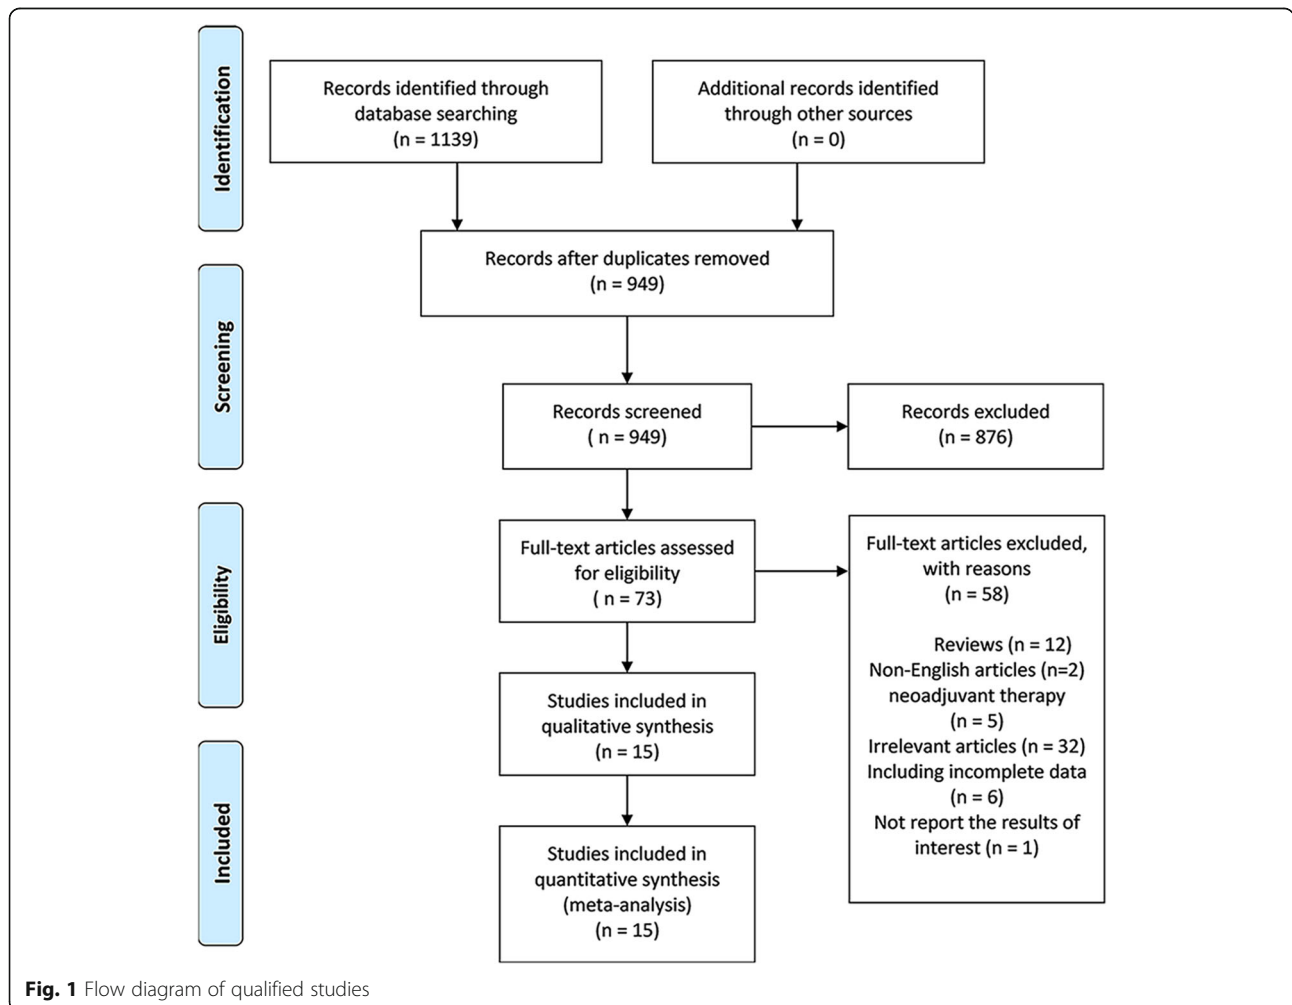 Identification
Records identified through
database searching
(n = 1139)
Additional records identified
through other sources
(n = 0)
Records after duplicates removed
(n = 949)
Screening
Records screened
( n = 949)
Records excluded
(n = 876)
Eligibility
Full-text articles assessed
for eligibility
( n = 73)
Full-text articles excluded,
with reasons
(n = 58)
Reviews (n = 12)
Non-English articles (n=2)
neoadjuvant therapy
(n = 5)
Irrelevant articles (n = 32)
Including incomplete data
(n = 6)
Not report the results of
interest (n = 1)
Studies included in
qualitative synthesis
(n = 15)
Included
Studies included in
quantitative synthesis
(meta-analysis)
(n = 15)
Fig. 1 Flow diagram of qualified studies